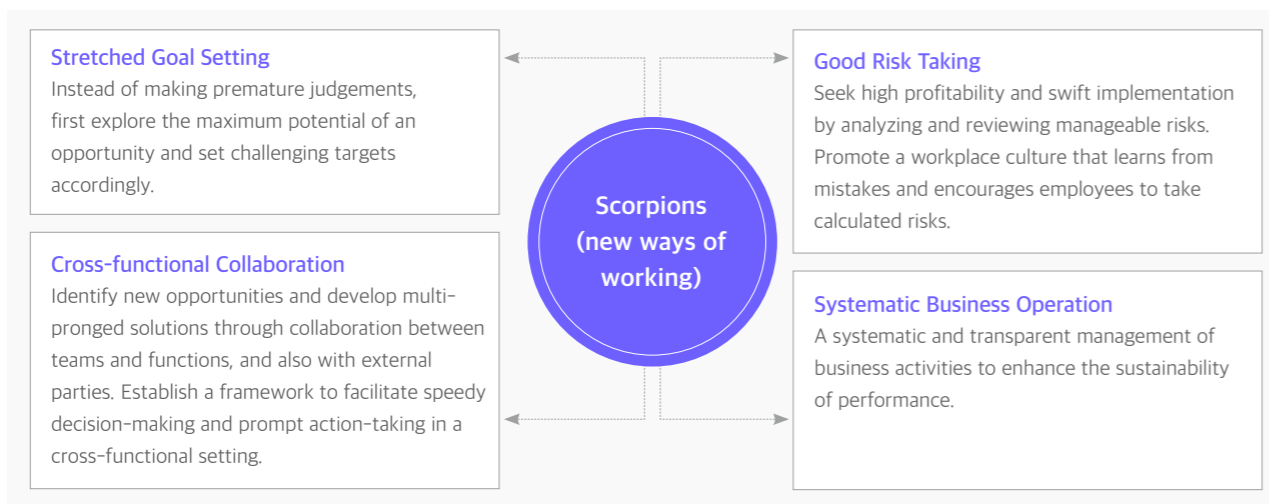 Stretched Goal Setting
Instead of making premature judgements,
first explore the maximum potential of an
opportunity and set challenging targets
accordingly.
Cross-functional Collaboration
Identify new opportunities and develop multi-
pronged solutions through collaboration between
teams and functions, and also with external
parties. Establish a framework to facilitate speedy
decision-making and prompt action-taking in a
cross-functional setting.
Scorpions
(new ways of
working)
Good Risk Taking
Seek high profitability and swift implementation
by analyzing and reviewing manageable risks.
Promote a workplace culture that learns from
mistakes and encourages employees to take
calculated risks.
Systematic Business Operation
A systematic and transparent management of
business activities to enhance the sustainability
of performance.